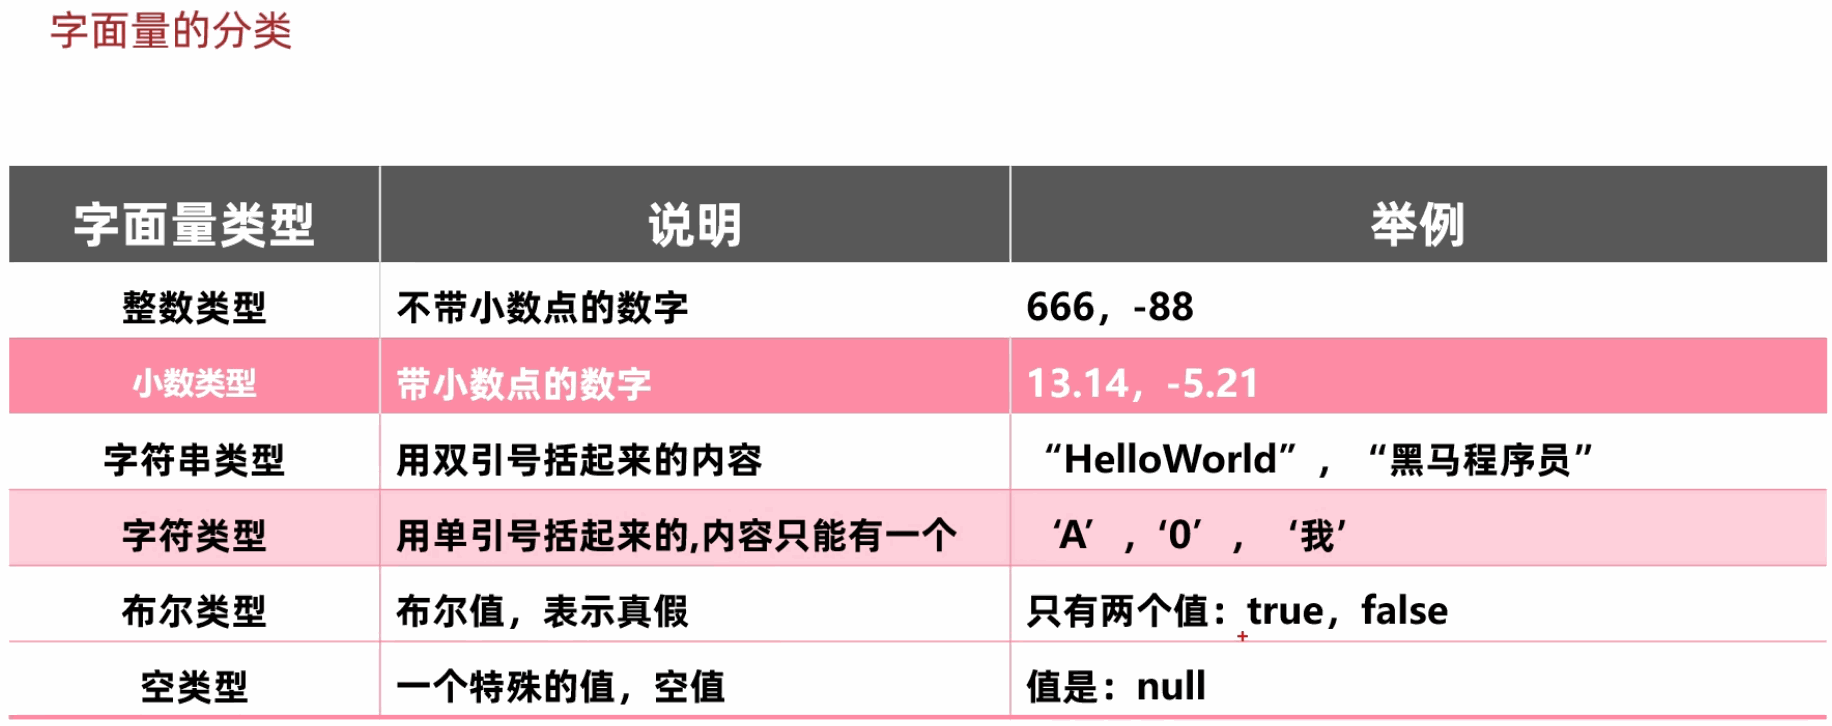 字面量的分类
字面量类型 说明 举例
整数类型 不带小数点的数字 666，-88
小数类型 带小数点的数字 13.14，-5.21
字符串类型 用双引号括起来的内容 “HelloWorld”，“黑马程序员”
字符类型 用单引号括起来的,内容只能有一个 ‘A’，‘0’，‘我’
布尔类型 布尔值，表示真假 只有两个值：true，false
空类型 一个特殊的值，空值 值是：null